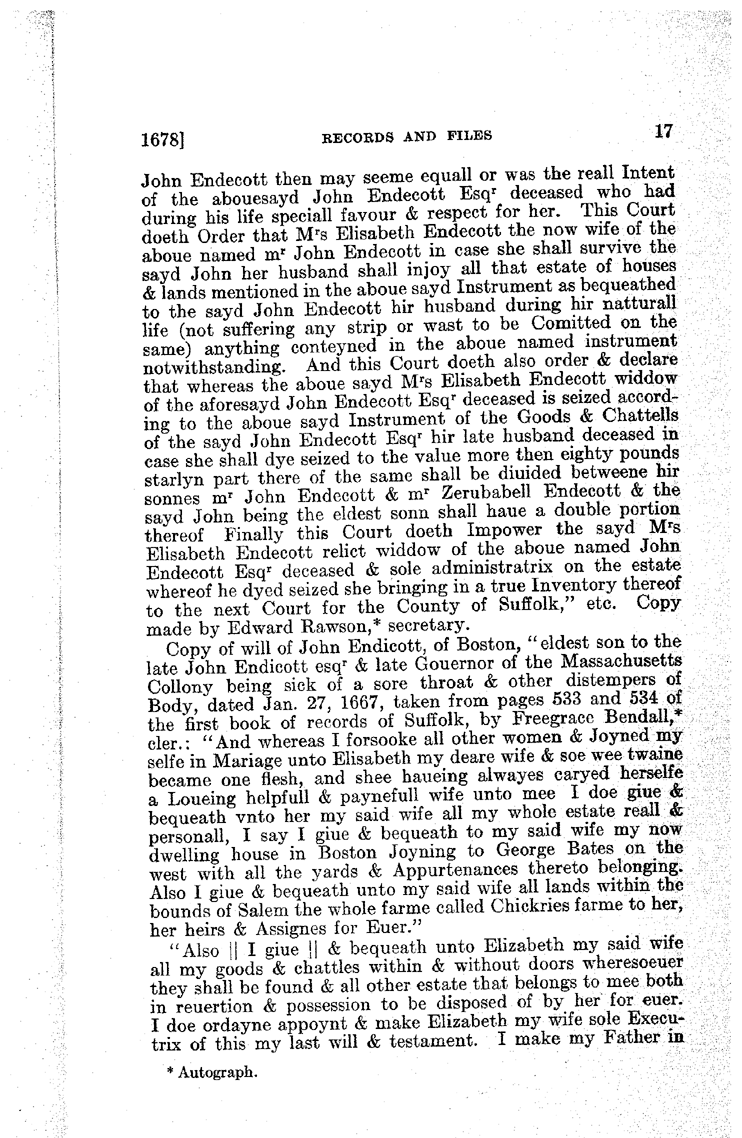 1678] RECORDS AND FILES 17
John Endecott then may seeme equall or was the reall Intent
of the abouesayd John Endecott Esqʳ deceased who had
during his life speciall favour & respect for her. This Court
doeth Order that Mʳs Elisabeth Endecott the now wife of the
aboue named mʳ John Endecott in case she shall survive the
sayd John her husband shall injoy all that estate of houses
& lands mentioned in the aboue sayd Instrument as bequeathed
to the sayd John Endecott hir husband during hir natturall
life (not suffering any strip or wast to be Comitted on the
same) anything conteyned in the aboue named instrument
notwithstanding. And this Court doeth also order & declare
that whereas the aboue sayd Mʳs Elisabeth Endecott widdow
of the aforesayd John Endecott Esqʳ deceased is seized accord-
ing to the aboue sayd Instrument of the Goods & Chattells
of the sayd John Endecott Esqʳ hir late husband deceased in
case she shall dye seized to the value more then eighty pounds
starlyn part there of the same shall be diuided betweene hir
sonnes mʳ John Endecott & mʳ Zerubabell Endecott & the
sayd John being the eldest sonn shall haue a double portion
thereof Finally this Court doeth Impower the sayd Mʳs
Elisabeth Endecott relict widdow of the aboue named John
Endecott Esqʳ deceased & sole administratrix on the estate
whereof he dyed seized she bringing in a true Inventory thereof
to the next Court for the County of Suffolk,” etc. Copy
made by Edward Rawson,* secretary.
Copy of will of John Endicott, of Boston, “eldest son to the
late John Endicott esqʳ & late Gouernor of the Massachusetts
Collony being sick of a sore throat & other distempers of
Body, dated Jan. 27, 1667, taken from pages 533 and 534 of
the first book of records of Suffolk, by Freegrace Bendall,*
cler.: “And whereas I forsooke all other women & Joyned my
selfe in Mariage unto Elisabeth my deare wife & soe wee twaine
became one flesh, and shee haueing alwayes caryed herselfe
a Loueing helpfull & paynefull wife unto mee I doe giue &
bequeath vnto her my said wife all my whole estate reall &
personall, I say I giue & bequeath to my said wife my now
dwelling house in Boston Joyning to George Bates on the
west with all the yards & Appurtenances thereto belonging.
Also I giue & bequeath unto my said wife all lands within the
bounds of Salem the whole farme called Chickries farme to her,
her heirs & Assignes for Euer.”
“Also || I giue || & bequeath unto Elizabeth my said wife
all my goods & chattles within & without doors wheresoeuer
they shall be found & all other estate that belongs to mee both
in reuertion & possession to be disposed of by her for euer.
I doe ordayne appoynt & make Elizabeth my wife sole Execu-
trix of this my last will & testament. I make my Father in
* Autograph.